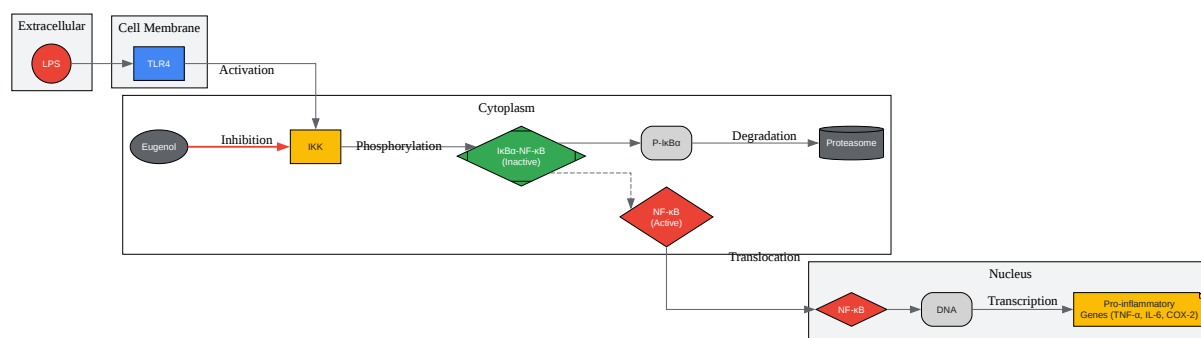 Extracellular
LPS
Cell Membrane
TLR4
Activation
Cytoplasm
Eugenol
Inhibition
IKK
Phosphorylation
IκBα-NF-κB
(Inactive)
P-IκBα
Degradation
Proteasome
NF-κB
(Active)
Translocation
Nucleus
NF-κB
DNA
Transcription
Pro-inflammatory
Genes (TNF-α, IL-6, COX-2)